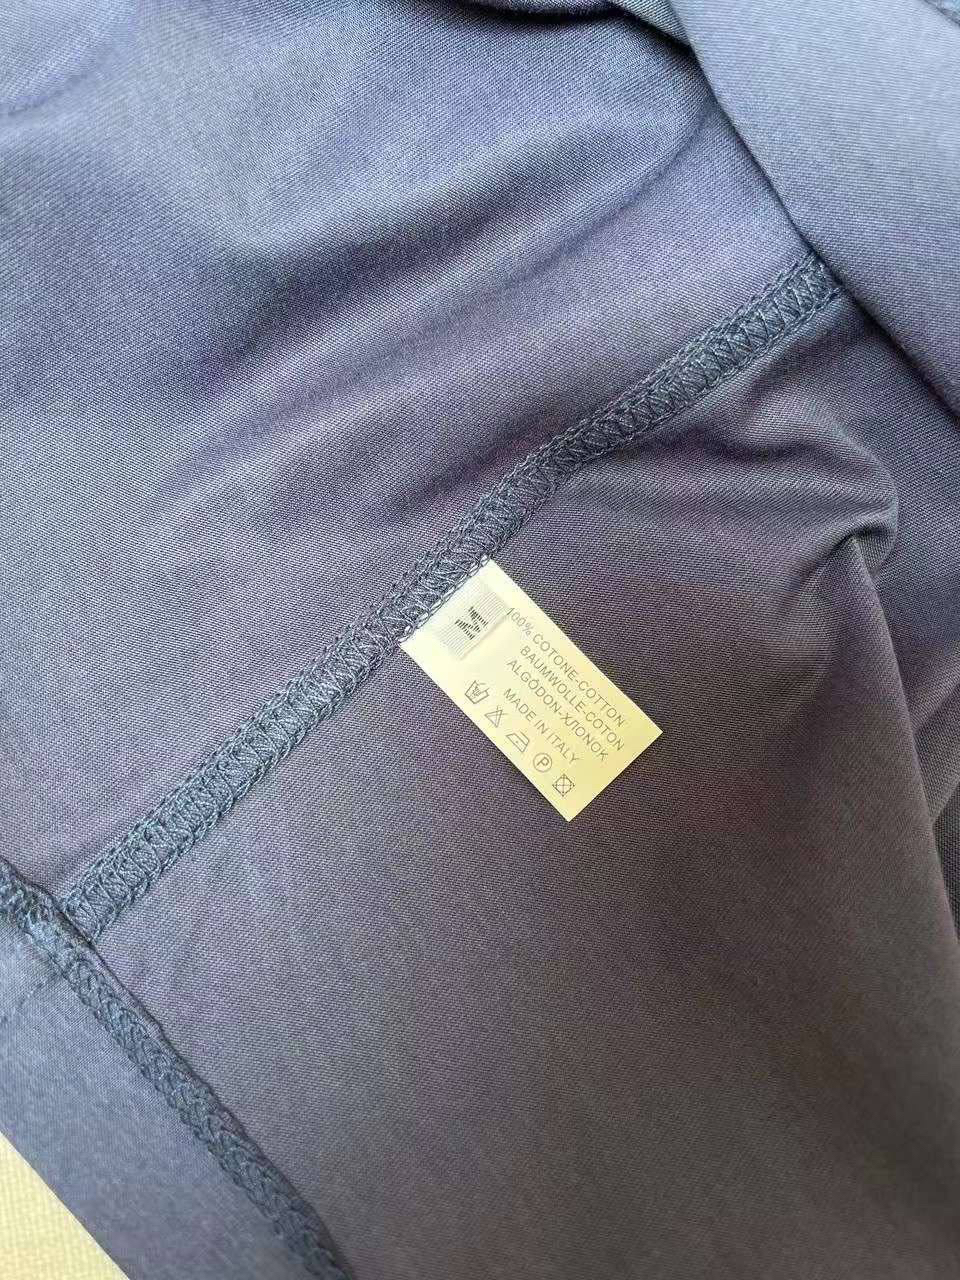 M
100% COTONE-COTTON
BAUMWOLLE-COTON
ALGODON-ХЛОПОК
MADE IN ITALY
P